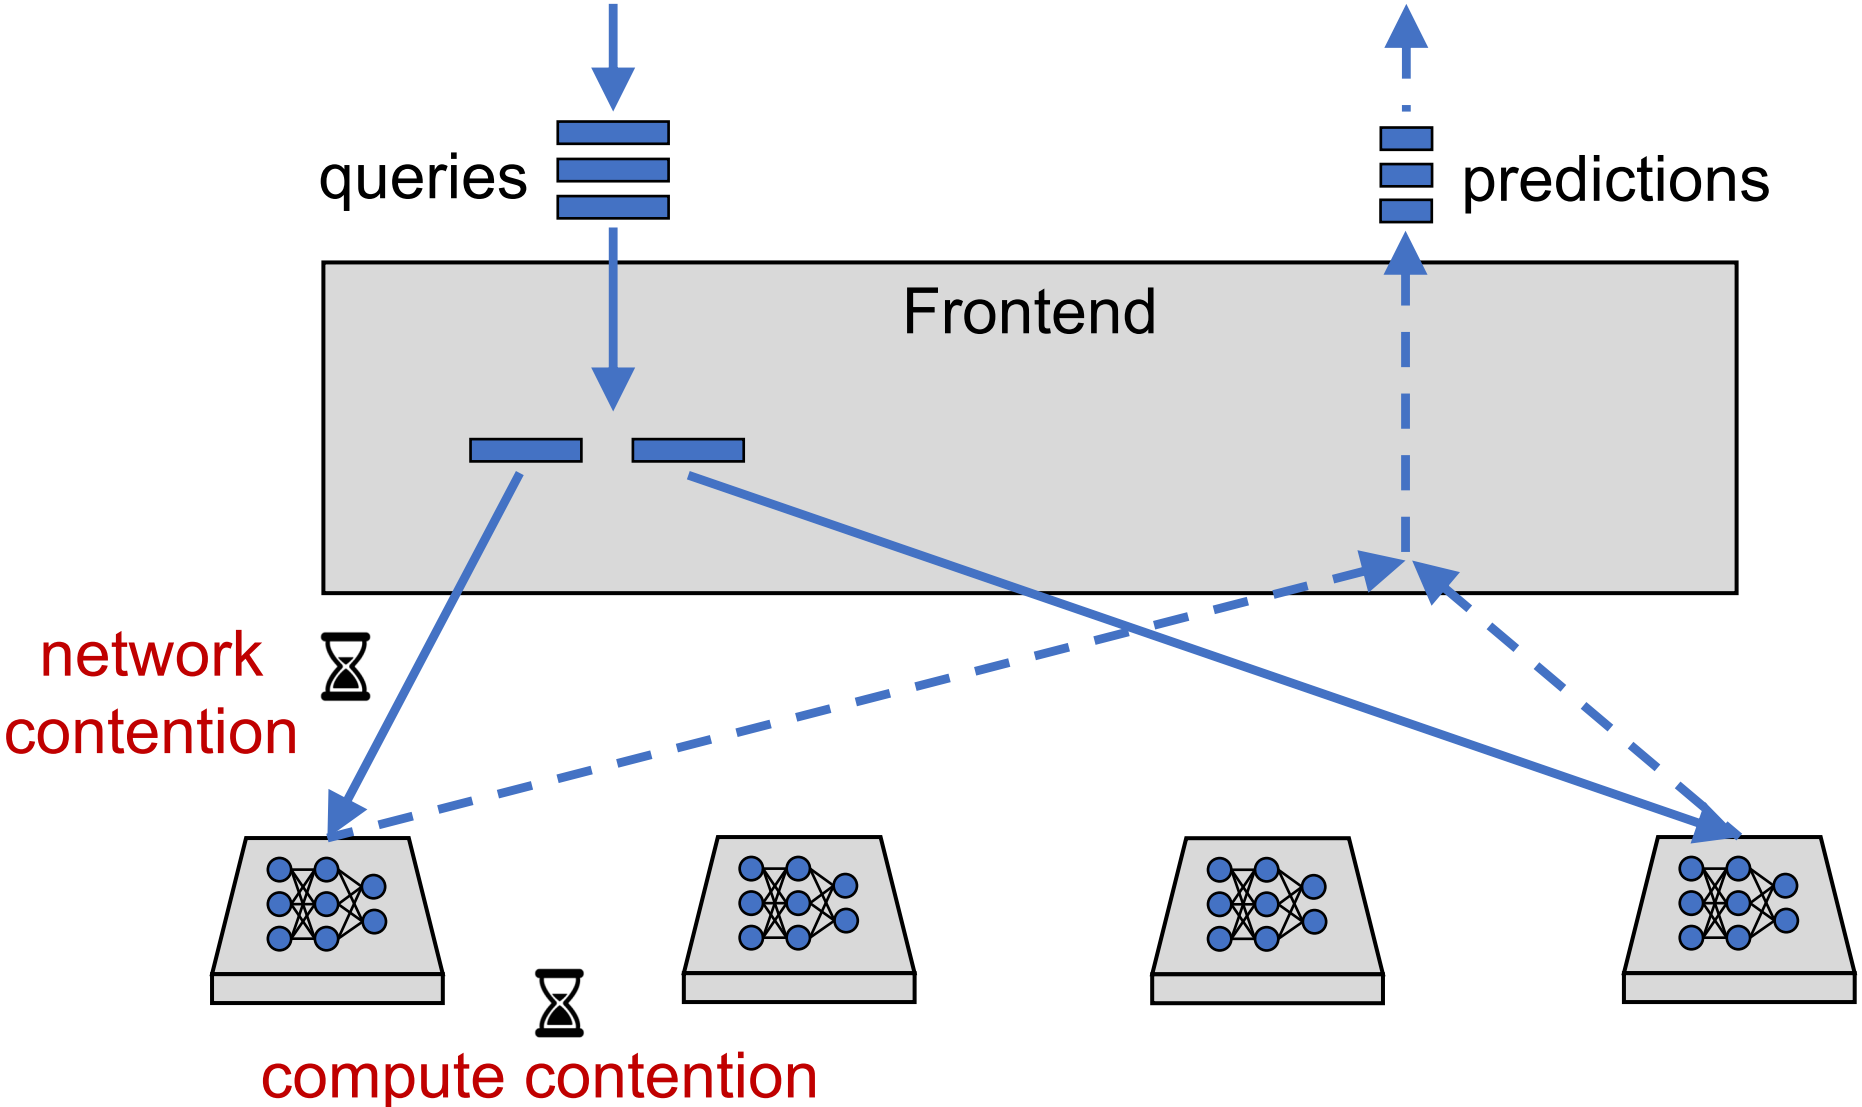 queries
predictions
Frontend
network
contention
compute contention